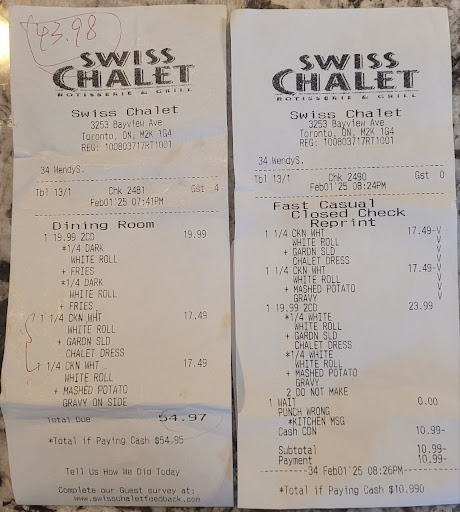 43.98
SWISS
CHALET
ROTISSERIE & GRILL
Swiss Chalet
3253 Bayview Ave
Toronto, ON, M2K 1G4
REG: 100803717RT1001
34 WendyS.
Tbl 13/1 Chk 2481 Gst 4
Feb01'25 07:41PM
Dining Room
1 19.99 2CD 19.99
*1/4 DARK
WHITE ROLL
+ FRIES
*1/4 DARK
WHITE ROLL
+ FRIES
1 1/4 CKN WHT 17.49
WHITE ROLL
+ GARDN SLD
CHALET DRESS
1 1/4 CKN WHT 17.49
WHITE ROLL
+ MASHED POTATO
GRAVY ON SIDE
Total Due 54.97
*Total if Paying Cash $54.95
Tell Us How We Did Today
Complete our Guest survey at:
www.swisschaletfeedback.com
SWISS
CHALET
ROTISSERIE & GRILL
Swiss Chalet
3253 Bayview Ave
Toronto, ON, M2K 1G4
REG: 100803717RT1001
34 WendyS.
Tbl 13/1 Chk 2490 Gst 0
Feb01'25 08:24PM
Fast Casual
Closed Check
Reprint
1 1/4 CKN WHT 17.49-V
WHITE ROLL V
+ GARDN SLD V
CHALET DRESS V
1 1/4 CKN WHT 17.49-V
WHITE ROLL V
+ MASHED POTATO V
GRAVY V
1 19.99 2CD 23.99
*1/4 WHITE
WHITE ROLL
+ GARDN SLD
CHALET DRESS
*1/4 WHITE
WHITE ROLL
+ MASHED POTATO
GRAVY
2 DO NOT MAKE
1 WAIT 0.00
PUNCH WRONG
*KITCHEN MSG
Cash CDN 10.99-
Subtotal 10.99-
Payment 10.99-
34 Feb01'25 08:26PM
*Total if Paying Cash $10.990